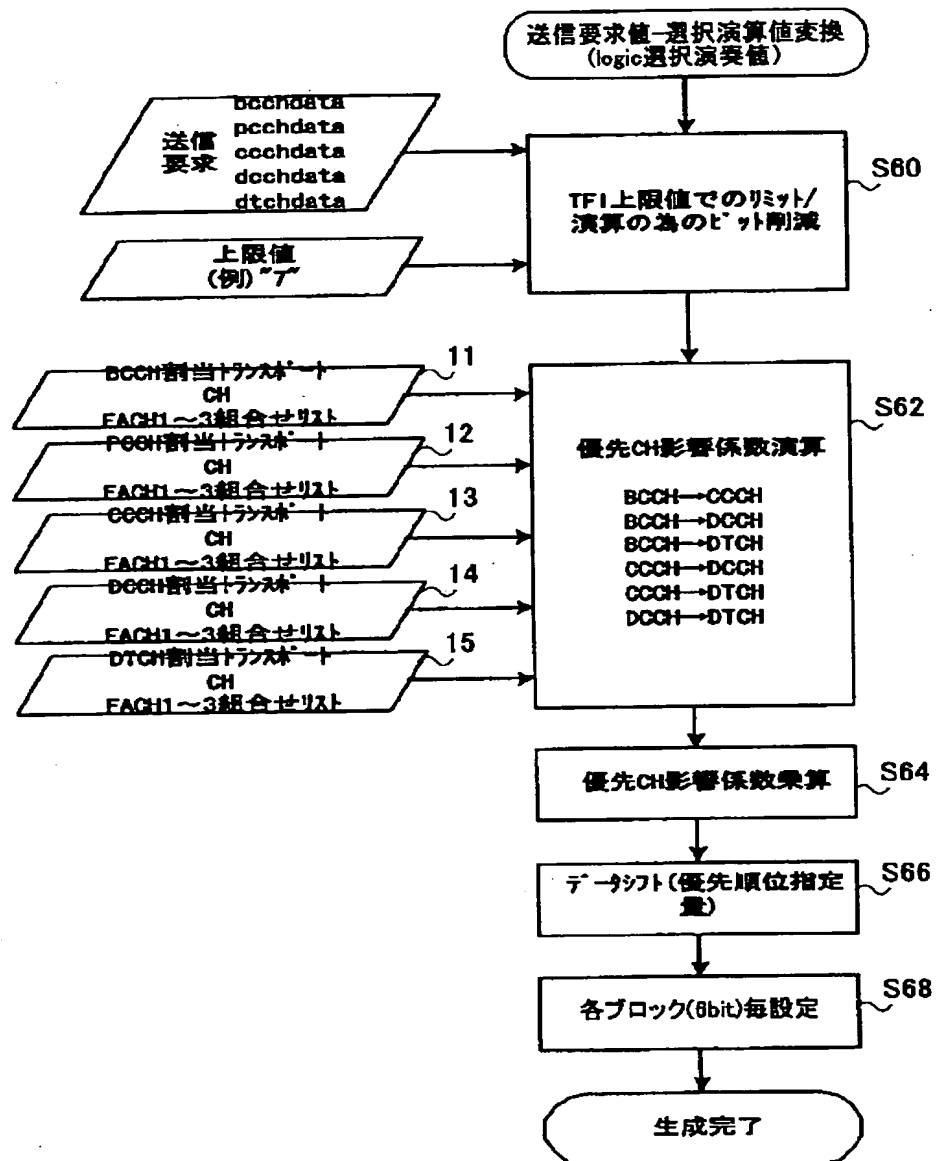 送信要求値-選択演算値変換
(logic選択演奏値)
送信
要求
bcchdata
pcchdata
ccchdata
dcchdata
dtchdata
上限値
(例)"7"
S60
TFI上限値でのリミット/
演算の為のビット削減
BCCH割当トランスポート
CH
FACH1～3組合せリスト
11
PCCH割当トランスポート
CH
FACH1～3組合せリスト
12
CCCH割当トランスポート
CH
FACH1～3組合せリスト
13
DCCH割当トランスポート
CH
FACH1～3組合せリスト
14
DTCH割当トランスポート
CH
FACH1～3組合せリスト
15
S62
優先CH影響係数演算
BCCH→CCCH
BCCH→DCCH
BCCH→DTCH
CCCH→DCCH
CCCH→DTCH
DCCH→DTCH
優先CH影響係数乗算
S64
データシフト(優先順位指定
量)
S66
各ブロック(6bit)毎設定
S68
生成完了